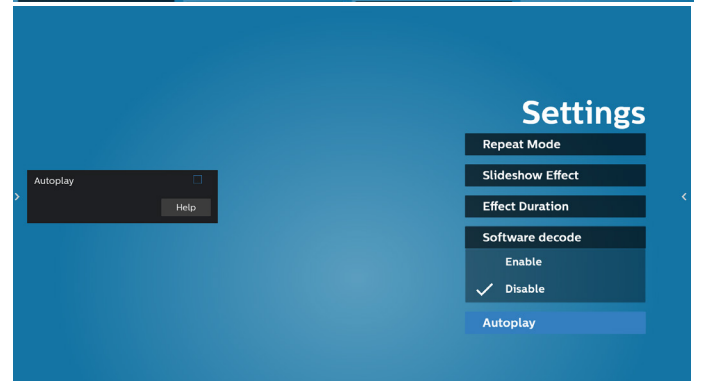 Settings
Repeat Mode
Slideshow Effect
Effect Duration
Software decode
Enable
Disable
Autoplay
Autoplay
Help